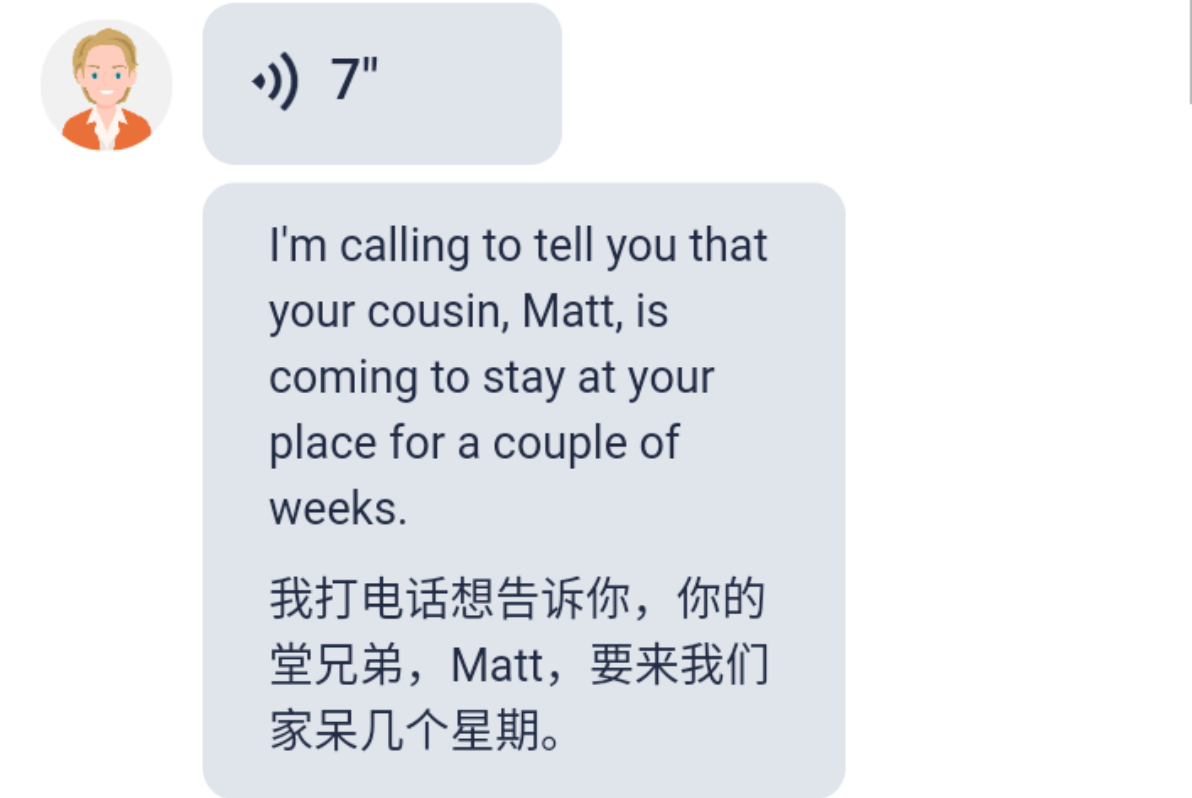 7"
I'm calling to tell you that
your cousin, Matt, is
coming to stay at your
place for a couple of
weeks.
我打电话想告诉你，你的
堂兄弟，Matt，要来我们
家呆几个星期。